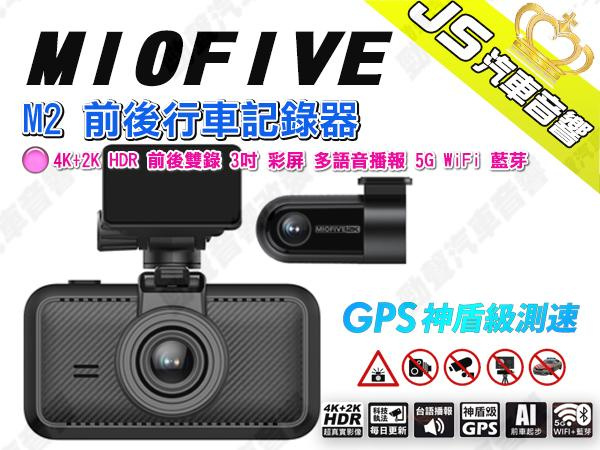 MIOFIVE
JS汽車音響
M2 前後行車記錄器
4K+2K HDR 前後雙錄 3吋 彩屏 多語音播報 5G WiFi 藍芽
MIOFIVE 2K
GPS神盾級測速
4K+2K
HDR
超真實影像
科技
執法
每日更新
台語播報
神盾級
GPS
AI
前車起步
5G
WIFI+藍芽